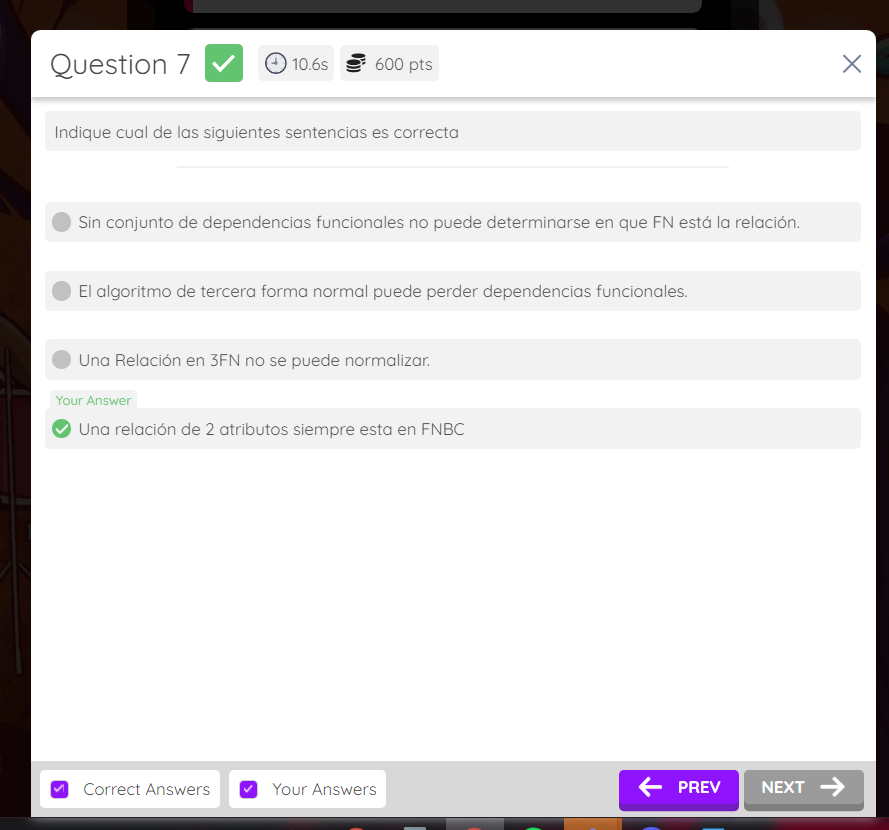 Question 7
10.6s
600 pts
Indique cual de las siguientes sentencias es correcta
Sin conjunto de dependencias funcionales no puede determinarse en que FN está la relación.
El algoritmo de tercera forma normal puede perder dependencias funcionales.
Una Relación en 3FN no se puede normalizar.
Your Answer
Una relación de 2 atributos siempre esta en FNBC
Correct Answers
Your Answers
PREV
NEXT